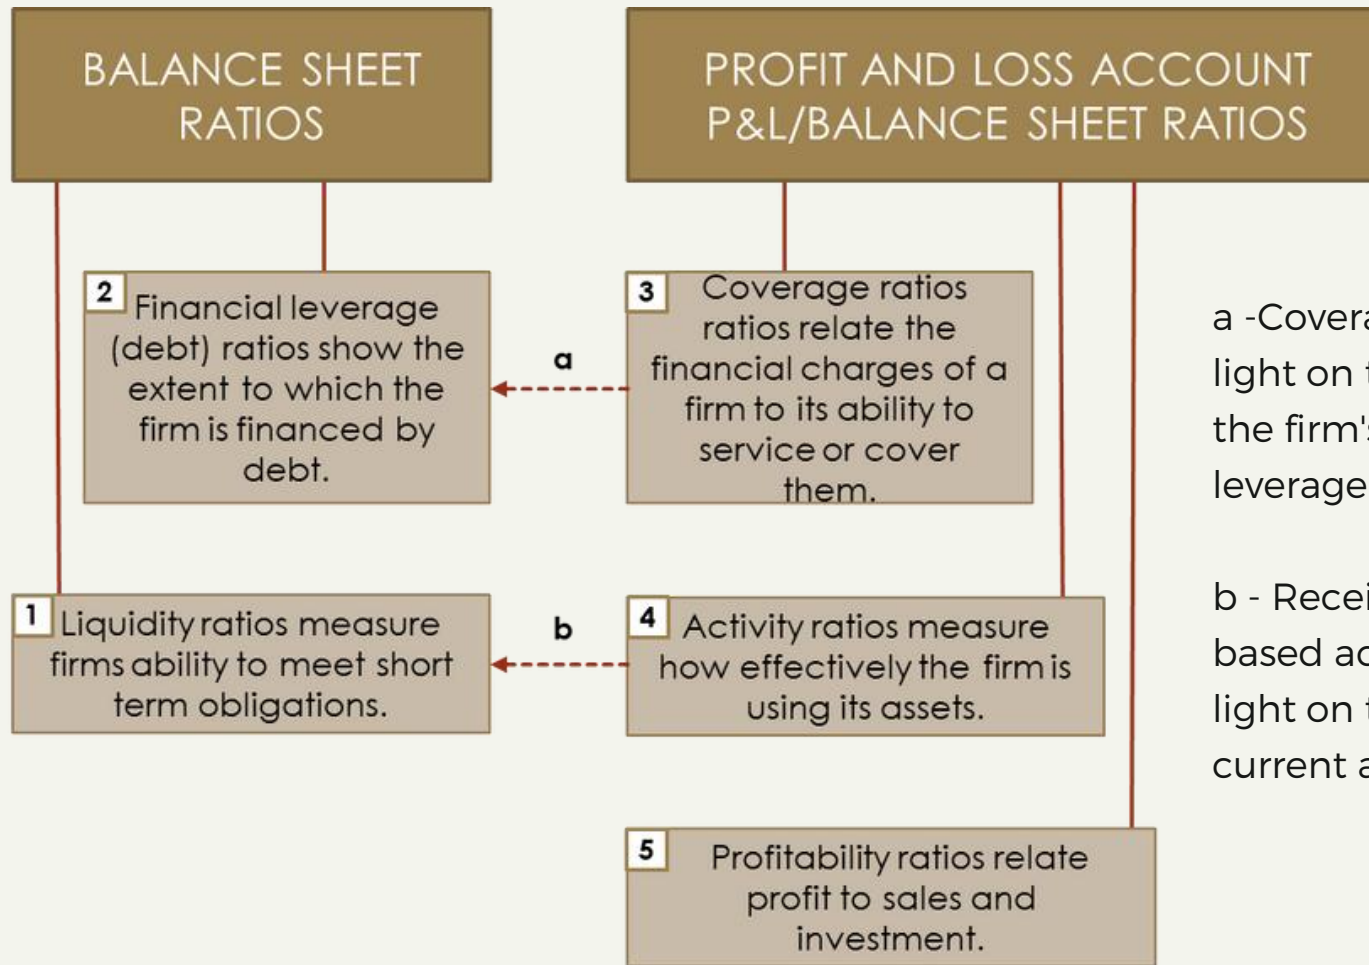 BALANCE SHEET
RATIOS
PROFIT AND LOSS ACCOUNT
P&L/BALANCE SHEET RATIOS
2
Financial leverage
(debt) ratios show the
extent to which the
firm is financed by
debt.
a
3
Coverage ratios
ratios relate the
financial charges of a
firm to its ability to
service or cover
them.
1
Liquidity ratios measure
firms ability to meet short
term obligations.
b
4
Activity ratios measure
how effectively the firm is
using its assets.
5
Profitability ratios relate
profit to sales and
investment.
a -
light on
the firm's
leverage
b -
based
light on
current